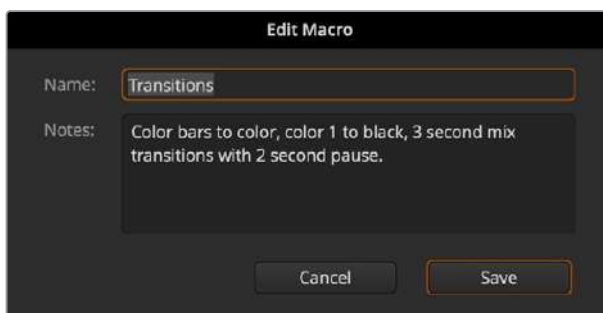 Edit Macro
Name: Transitions
Notes: Color bars to color, color 1 to black, 3 second mix
transitions with 2 second pause.
Cancel Save